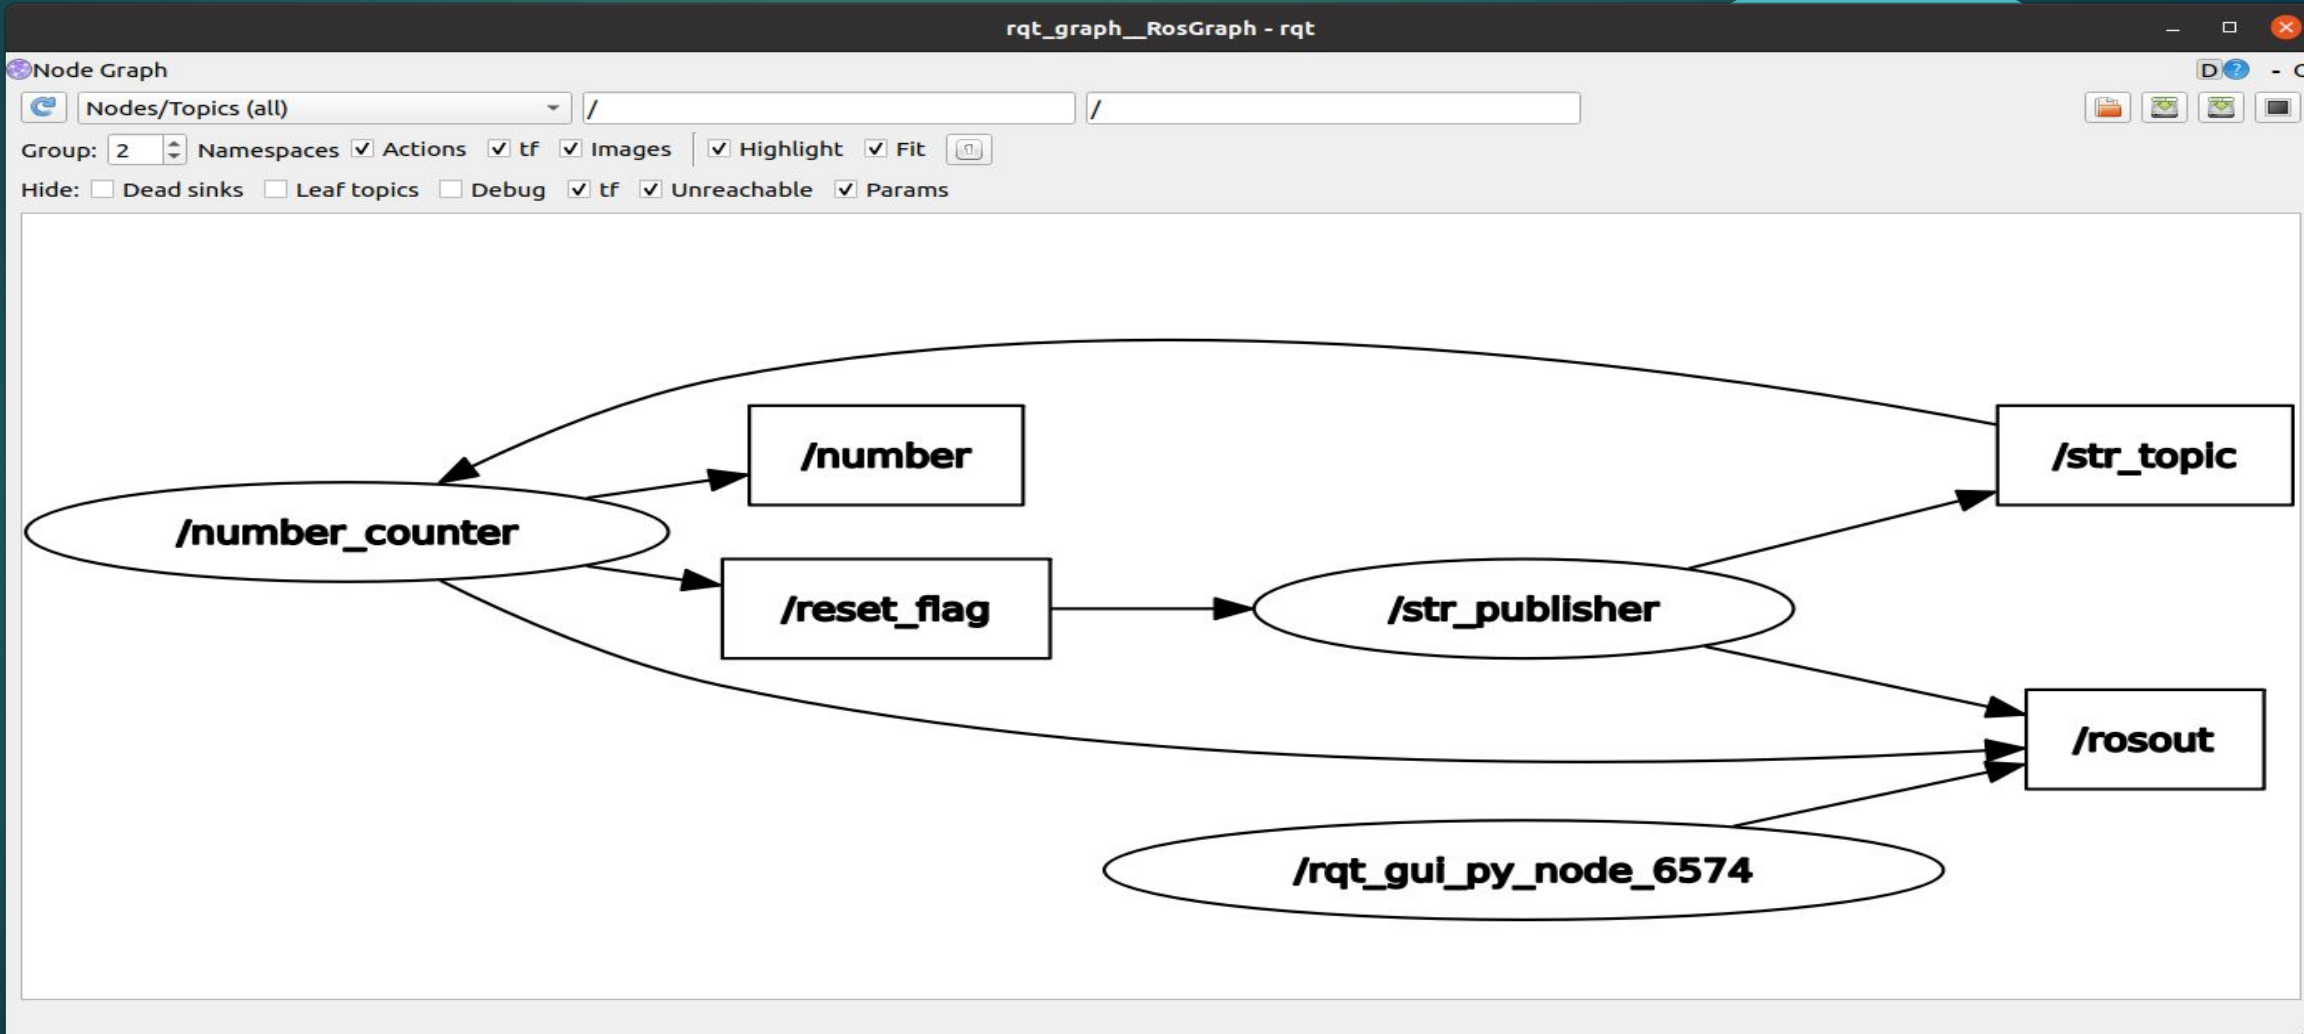 rqt_graph__RosGraph - rqt
Node Graph
D
?
-
Nodes/Topics (all)
/
/
Group: 2 Namespaces Actions tf Images Highlight Fit
Hide: Dead sinks Leaf topics Debug tf Unreachable Params
/number
/str_topic
/number_counter
/reset_flag
/str_publisher
/rosout
/rqt_gui_py_node_6574